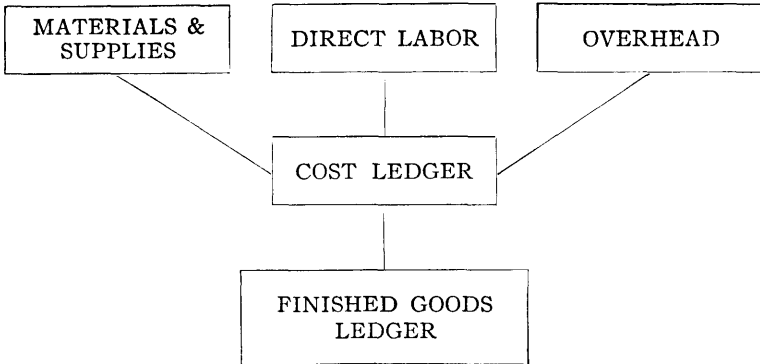 MATERIALS &
SUPPLIES
DIRECT LABOR
OVERHEAD
COST LEDGER
FINISHED GOODS
LEDGER